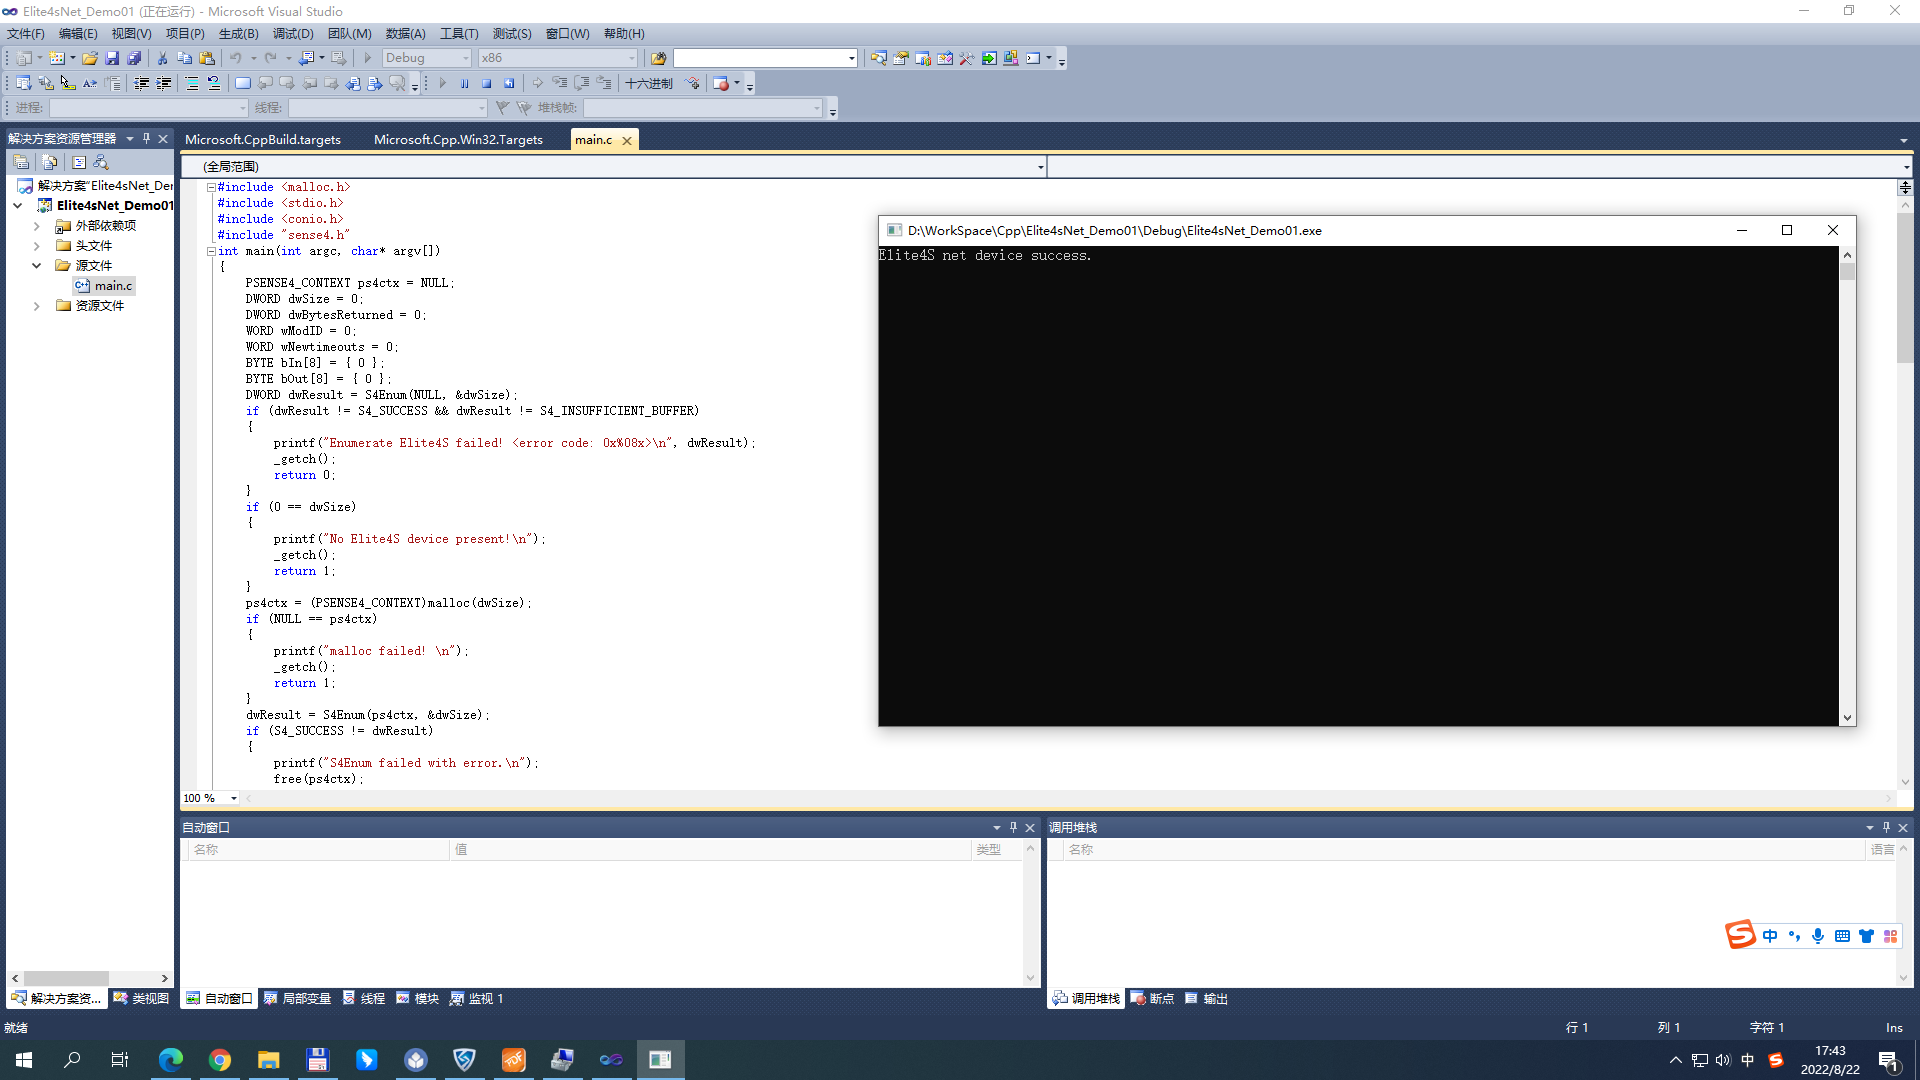 Elite4sNet_Demo01 (正在运行) - Microsoft Visual Studio
文件(F) 编辑(E) 视图(V) 项目(P) 生成(B) 调试(D) 团队(M) 数据(A) 工具(T) 测试(S) 窗口(W) 帮助(H)
Debug x86
十六进制
进程: 线程: 堆栈帧:
解决方案资源管理器
Microsoft.CppBuild.targets Microsoft.Cpp.Win32.Targets main.c
(全局范围)
解决方案"Elite4sNet_Der
Elite4sNet_Demo01
外部依赖项
头文件
源文件
main.c
资源文件
#include <malloc.h>
#include <stdio.h>
#include <conio.h>
#include "sense4.h"
int main(int argc, char* argv[])
{
PSENSE4_CONTEXT ps4ctx = NULL;
DWORD dwSize = 0;
DWORD dwBytesReturned = 0;
WORD wModID = 0;
WORD wNewtimeouts = 0;
BYTE bIn[8] = { 0 };
BYTE bOut[8] = { 0 };
DWORD dwResult = S4Enum(NULL, &dwSize);
if (dwResult != S4_SUCCESS && dwResult != S4_INSUFFICIENT_BUFFER)
{
printf("Enumerate Elite4S failed! <error code: 0x%08x>\n", dwResult);
_getch();
return 0;
}
if (0 == dwSize)
{
printf("No Elite4S device present!\n");
_getch();
return 1;
}
ps4ctx = (PSENSE4_CONTEXT)malloc(dwSize);
if (NULL == ps4ctx)
{
printf("malloc failed! \n");
_getch();
return 1;
}
dwResult = S4Enum(ps4ctx, &dwSize);
if (S4_SUCCESS != dwResult)
{
printf("S4Enum failed with error.\n");
free(ps4ctx);
100 %
D:\WorkSpace\Cpp\Elite4sNet_Demo01\Debug\Elite4sNet_Demo01.exe
Elite4S net device success.
自动窗口
名称 值 类型
调用堆栈
名称 语言
中
解决方案资... 类视图
自动窗口 局部变量 线程 模块 监视 1
调用堆栈 断点 输出
就绪 行 1 列 1 字符 1 Ins
中
17:43
2022/8/22
1